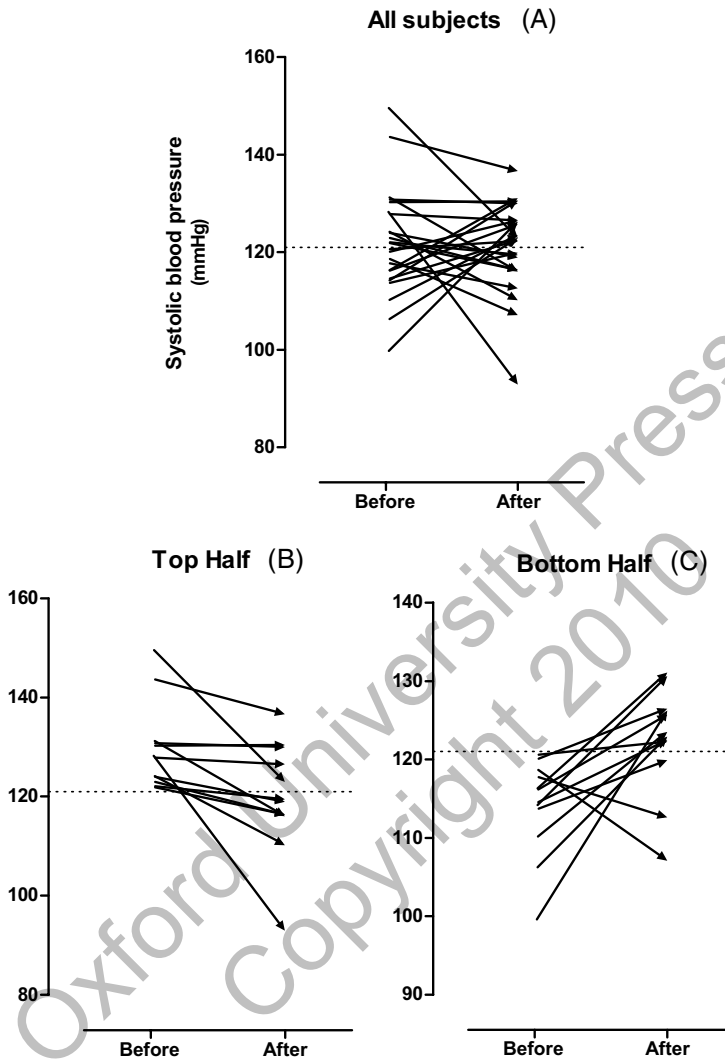 All subjects (A)
160
140
120
100
80
Systolic blood pressure
(mmHg)
Before After
Top Half (B)
160
140
120
100
80
Before After
Bottom Half (C)
140
130
120
110
100
90
Before After
Oxford University Press
Copyright 2010